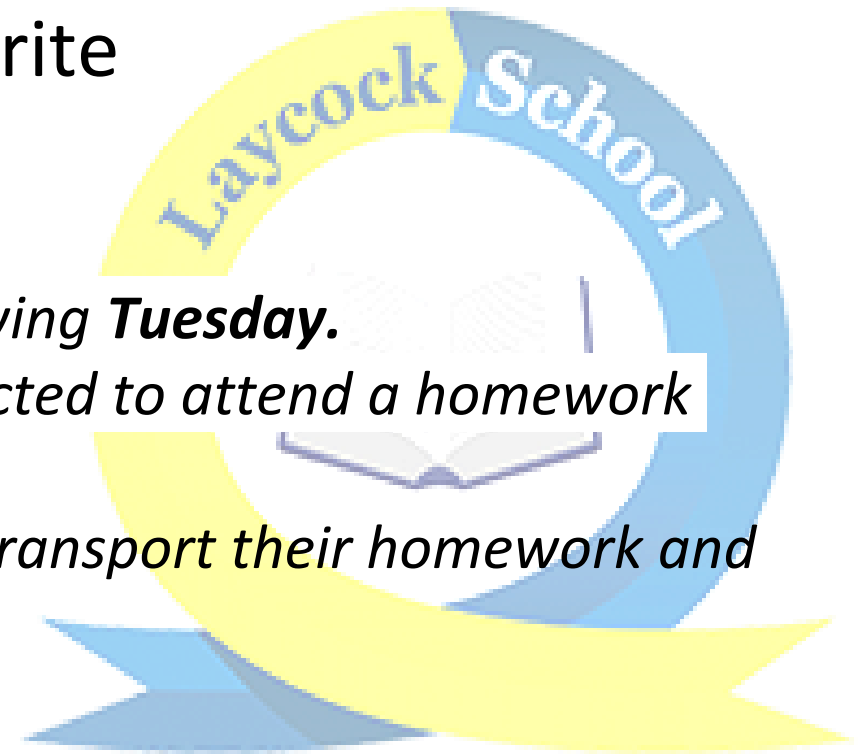 rite
Laycock School
ving Tuesday.
cted to attend a homework
ransport their homework and